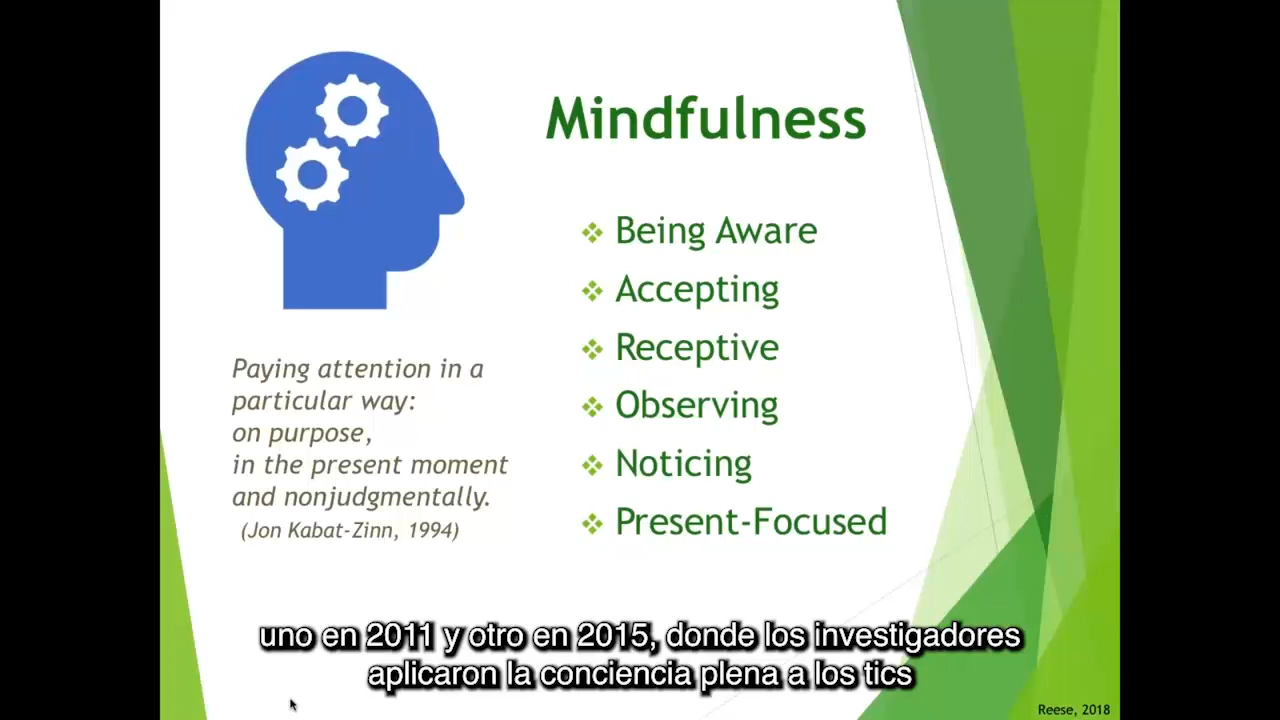 Mindfulness
Being Aware
Accepting
Receptive
Observing
Noticing
Present-Focused
Paying attention in a
particular way:
on purpose,
in the present moment
and nonjudgmentally.
(Jon Kabat-Zinn, 1994)
uno en 2011 y otro en 2015, donde los investigadores
aplicaron la conciencia plena a los tics
Reese, 2018